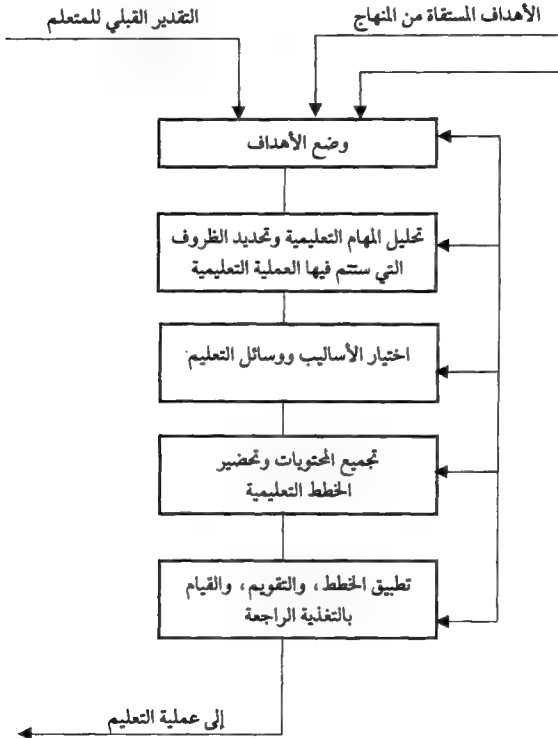 الأهداف المستقاة من المنهاج
التقدير القبلي للمتعلم
وضع الأهداف
تحليل المهام التعليمية وتحديد الظروف
التي ستتم فيها العملية التعليمية
اختيار الأساليب ووسائل التعليم
تجميع المحتويات وتحضير
الخطط التعليمية
تطبيق الخطط، والتقويم، والقيام
بالتغذية الراجعة
إلى عملية التعليم